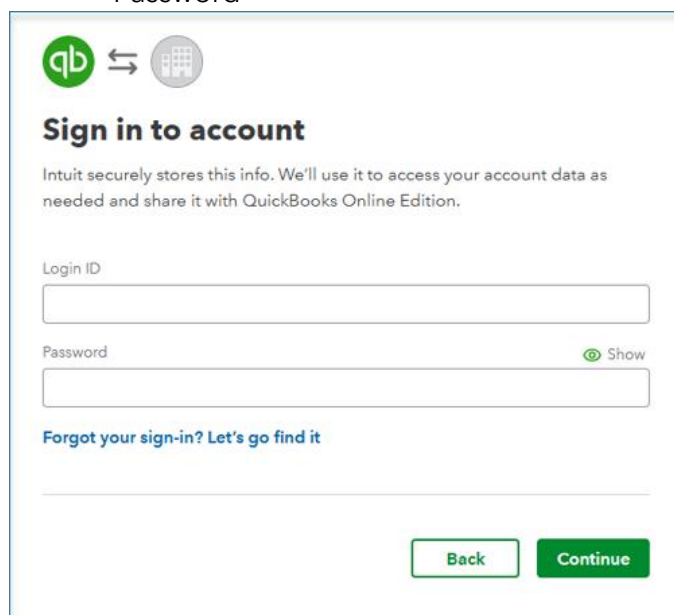 Password
qb
Sign in to account
Intuit securely stores this info. We'll use it to access your account data as
needed and share it with QuickBooks Online Edition.
Login ID
Password Show
Forgot your sign-in? Let's go find it
Back Continue